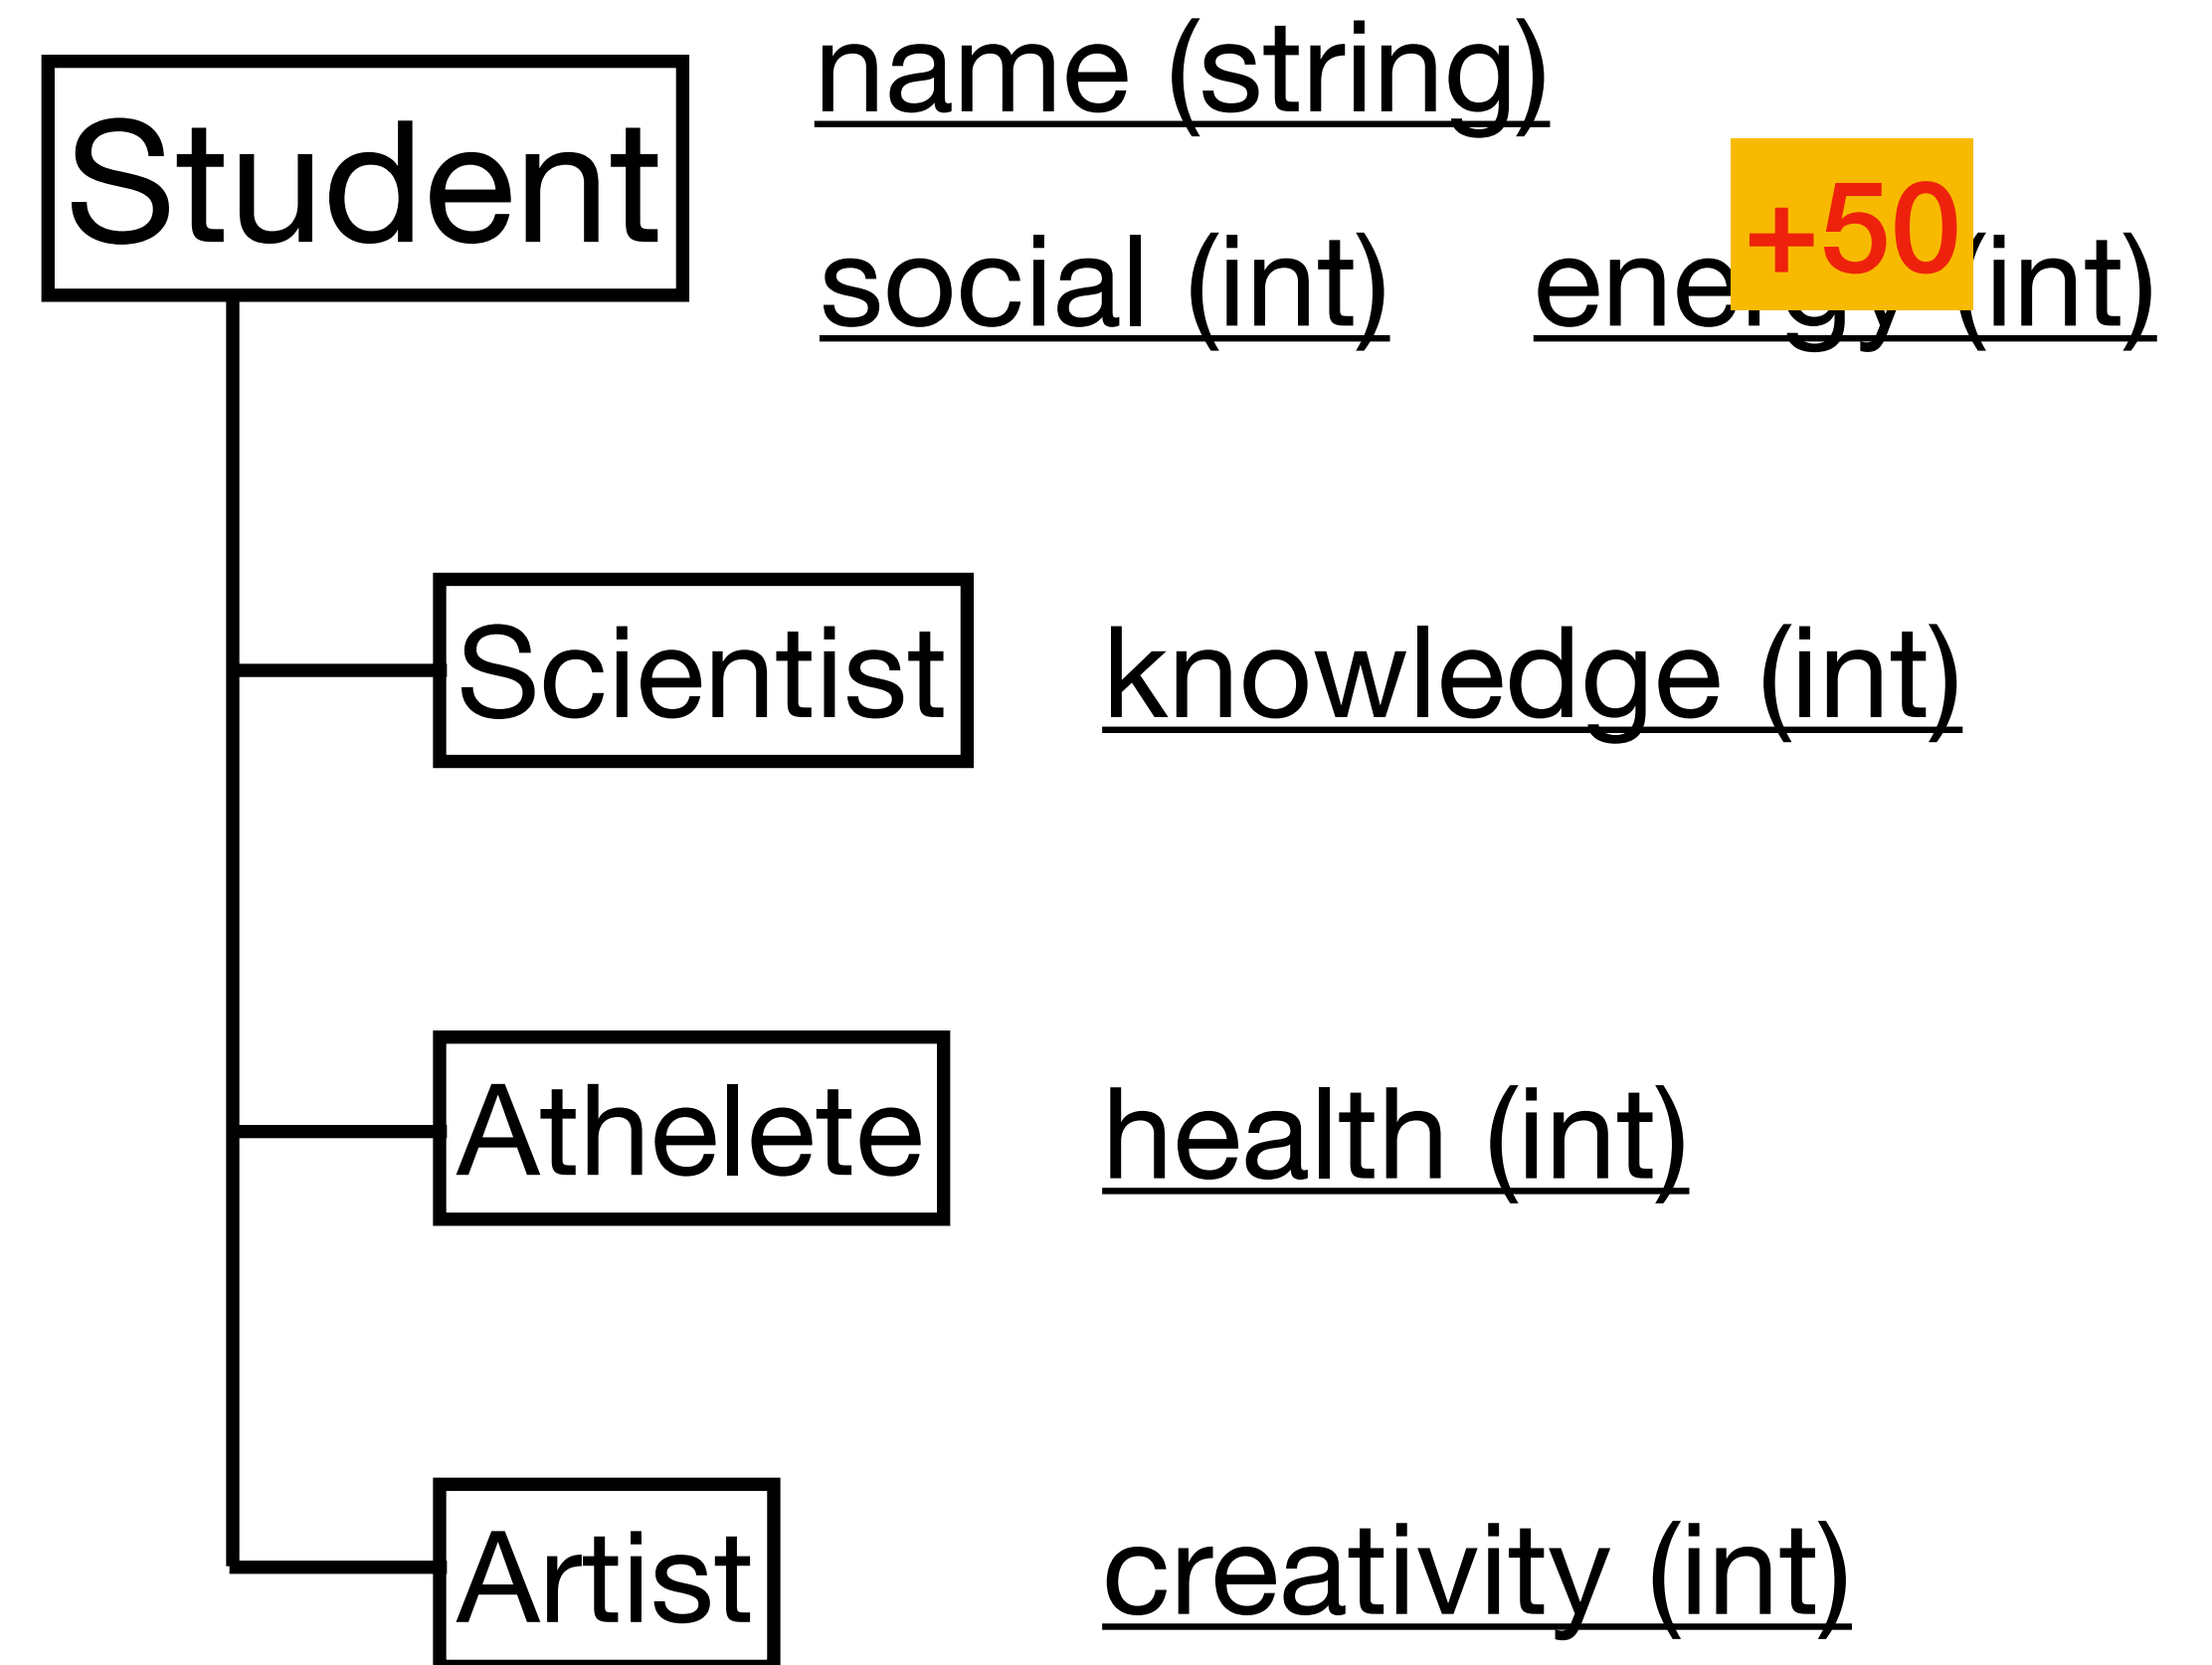 Student
name (string)
+50
social (int) energy (int)
Scientist knowledge (int)
Athelete health (int)
Artist creativity (int)